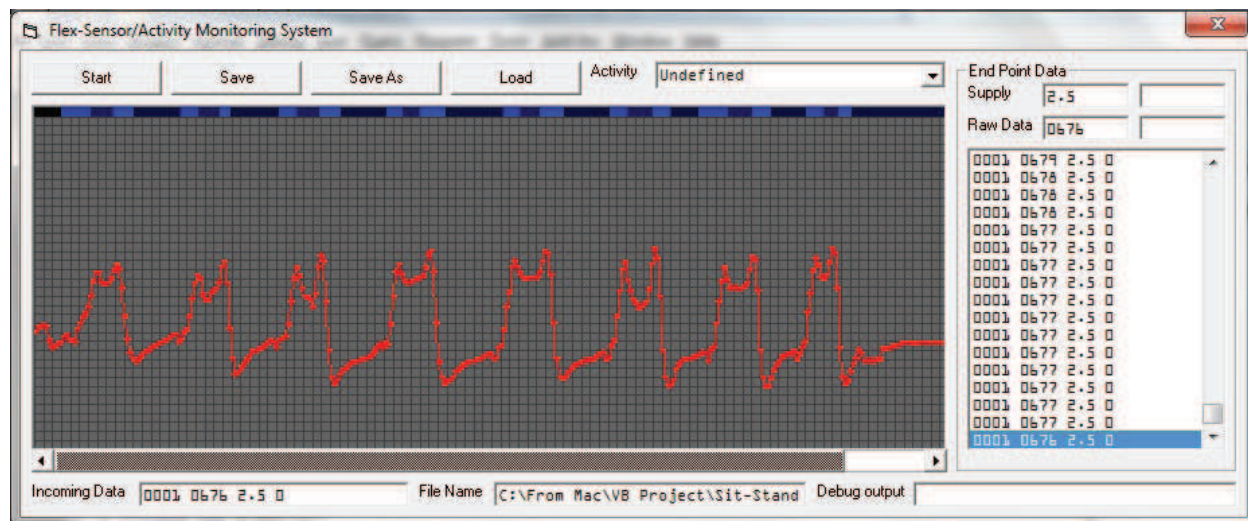 Flex-Sensor/Activity Monitoring System
Start Save Save As Load Activity Undefined
End Point Data
Supply 2.5
Raw Data 0676
0001 0679 2.5 0
0001 0678 2.5 0
0001 0678 2.5 0
0001 0678 2.5 0
0001 0677 2.5 0
0001 0677 2.5 0
0001 0677 2.5 0
0001 0677 2.5 0
0001 0677 2.5 0
0001 0677 2.5 0
0001 0677 2.5 0
0001 0677 2.5 0
0001 0677 2.5 0
0001 0677 2.5 0
0001 0677 2.5 0
0001 0677 2.5 0
0001 0676 2.5 0
Incoming Data 0001 0676 2.5 0 File Name C:\From Mac\VB Project\Sit-Stand Debug output